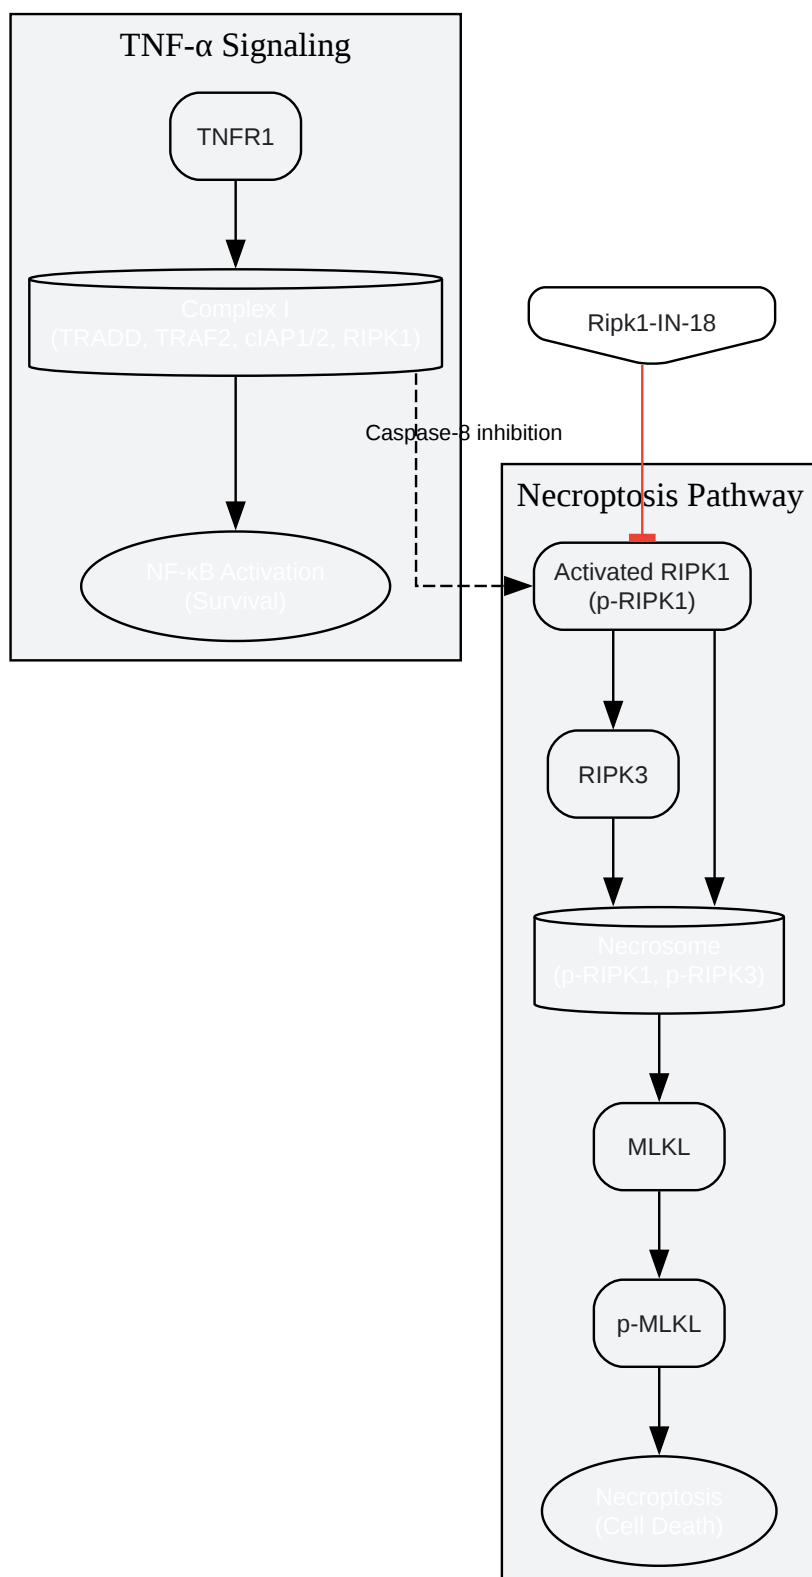 TNF-α Signaling
TNFR1
Complex I
(TRADD, TRAF2, cIAP1/2, RIPK1)
Ripk1-IN-18
Caspase-8 inhibition
Necroptosis Pathway
NF-κB Activation
(Survival)
Activated RIPK1
(p-RIPK1)
RIPK3
Necrosome
(p-RIPK1, p-RIPK3)
MLKL
p-MLKL
Necroptosis
(Cell Death)